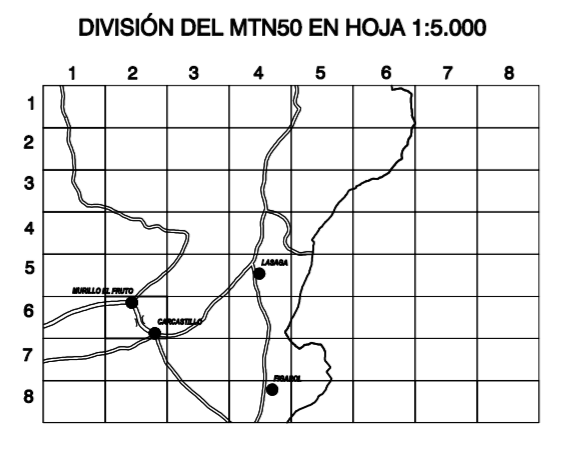 DIVISIÓN DEL MTN50 EN HOJA 1:5.000
1 2 3 4 5 6 7 8
1
2
3
4
5
LASAGA
MURILLO EL FRUTO
6
CARCASTILLO
7
FIGAROL
8